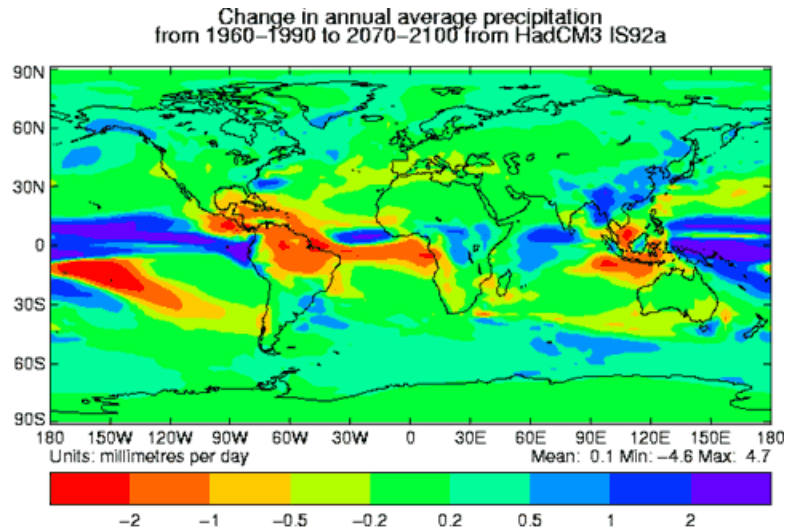 Change in annual average precipitation
from 1960–1990 to 2070–2100 from HadCM3 IS92a
90N
60N
30N
0
30S
60S
90S
180 150W 120W 90W 60W 30W 0 30E 60E 90E 120E 150E 180
Units: millimetres per day Mean: 0.1 Min: –4.6 Max: 4.7
–2 –1 –0.5 –0.2 0.2 0.5 1 2